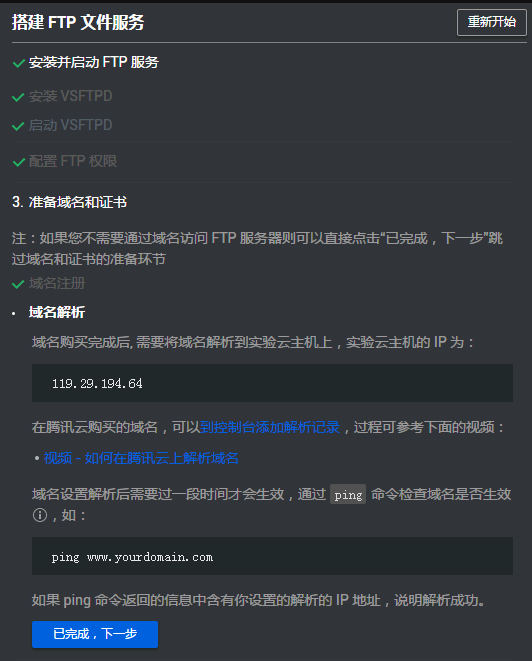 搭建 FTP 文件服务
重新开始
安装并启动 FTP 服务
安装 VSFTPD
启动 VSFTPD
配置 FTP 权限
3. 准备域名和证书
注：如果您不需要通过域名访问 FTP 服务器则可以直接点击“已完成，下一步”跳
过域名和证书的准备环节
域名注册
• 域名解析
域名购买完成后, 需要将域名解析到实验云主机上，实验云主机的 IP 为：
119.29.194.64
在腾讯云购买的域名，可以到控制台添加解析记录，过程可参考下面的视频：
• 视频 - 如何在腾讯云上解析域名
域名设置解析后需要过一段时间才会生效，通过 ping 命令检查域名是否生效
，如：
ping www.yourdomain.com
如果 ping 命令返回的信息中含有你设置的解析的 IP 地址，说明解析成功。
已完成，下一步